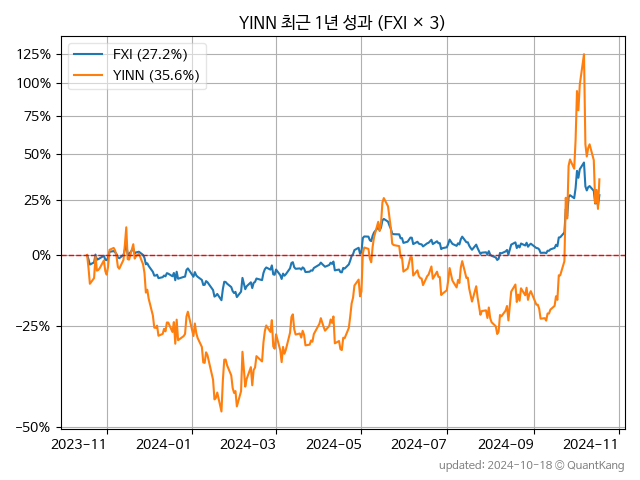 YINN 최근 1년 성과 (FXI × 3)
FXI (27.2%)
YINN (35.6%)
125%
100%
75%
50%
25%
0%
−25%
−50%
2023−11 2024−01 2024−03 2024−05 2024−07 2024−09 2024−11
updated: 2024-10-18 © QuantKang